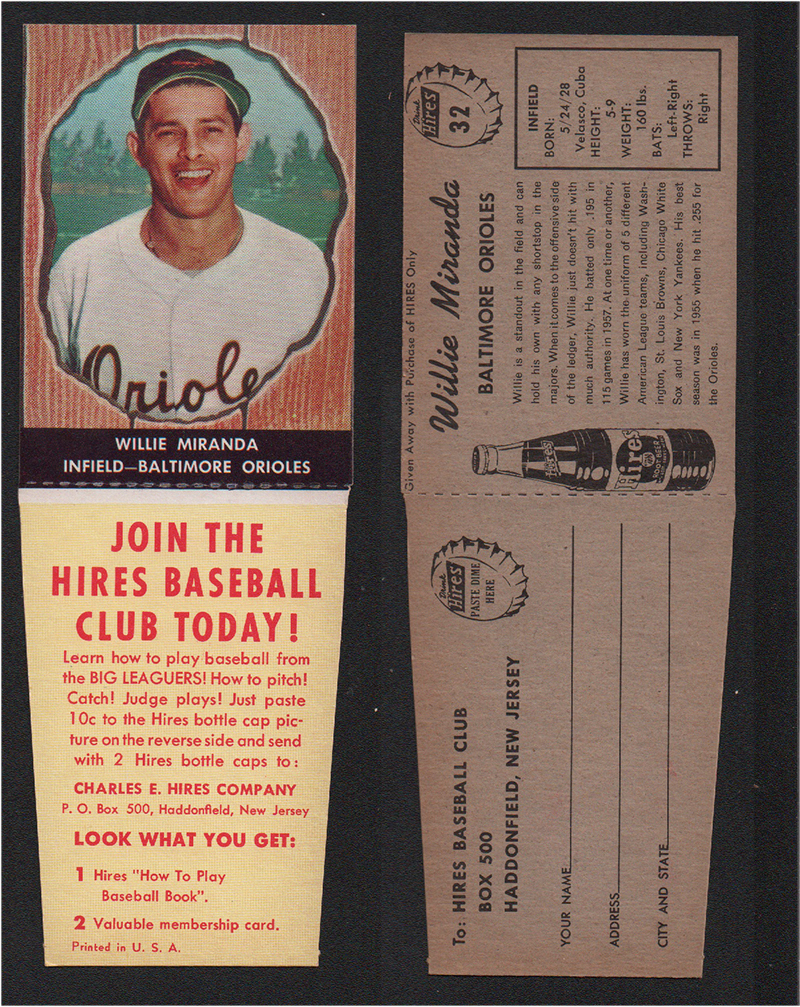 Orioles
WILLIE MIRANDA
INFIELD—BALTIMORE ORIOLES
JOIN THE
HIRES BASEBALL
CLUB TODAY!
Learn how to play baseball from
the BIG LEAGUERS! How to pitch!
Catch! Judge plays! Just paste
10c to the Hires bottle cap pic-
ture on the reverse side and send
with 2 Hires bottle caps to:
CHARLES E. HIRES COMPANY
P. O. Box 500, Haddonfield, New Jersey
LOOK WHAT YOU GET:
1 Hires "How To Play
Baseball Book".
2 Valuable membership card.
Printed in U. S. A.
Given Away with Purchase of HIRES Only
Drink
Hires
32
Willie Miranda
BALTIMORE ORIOLES
INFIELD
BORN:
5/24/28
Velasco, Cuba
HEIGHT:
5-9
WEIGHT:
160 lbs.
BATS:
Left-Right
THROWS:
Right
Willie is a standout in the field and can
hold his own with any shortstop in the
majors. When it comes to the offensive side
of the ledger, Willie just doesn't hit with
much authority. He batted only .195 in
115 games in 1957. At one time or another,
Willie has worn the uniform of 5 different
American League teams, including Wash-
ington, St. Louis Browns, Chicago White
Sox and New York Yankees. His best
season was in 1955 when he hit .255 for
the Orioles.
Hires
Hires
ROOT BEER
Drink
Hires
PASTE DIME
HERE
To: HIRES BASEBALL CLUB
BOX 500
HADDONFIELD, NEW JERSEY
YOUR NAME
ADDRESS
CITY AND STATE